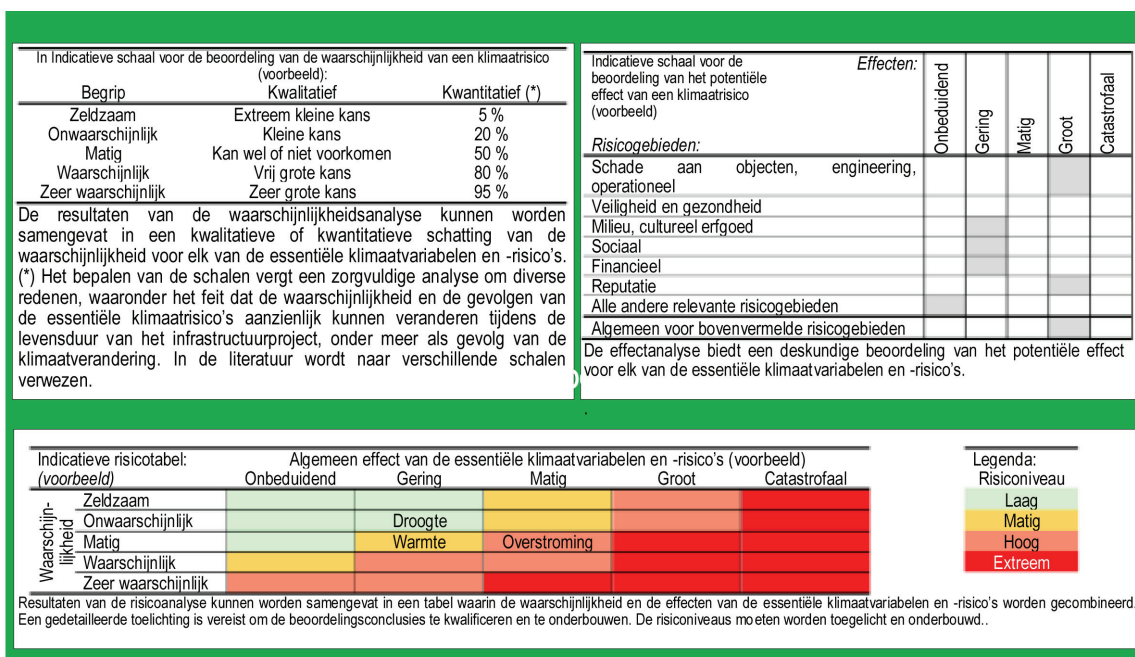 In Indicatieve schaal voor de beoordeling van de waarschijnlijkheid van een klimaatrisico
(voorbeeld):
Begrip Kwalitatief Kwantitatief (*)
Zeldzaam Extreem kleine kans 5 %
Onwaarschijnlijk Kleine kans 20 %
Matig Kan wel of niet voorkomen 50 %
Waarschijnlijk Vrij grote kans 80 %
Zeer waarschijnlijk Zeer grote kans 95 %
De resultaten van de waarschijnlijkheidsanalyse kunnen worden
samengevat in een kwalitatieve of kwantitatieve schatting van de
waarschijnlijkheid voor elk van de essentiële klimaatvariabelen en -risico's.
(*) Het bepalen van de schalen vergt een zorgvuldige analyse om diverse
redenen, waaronder het feit dat de waarschijnlijkheid en de gevolgen van
de essentiële klimaatrisico's aanzienlijk kunnen veranderen tijdens de
levensduur van het infrastructuurproject, onder meer als gevolg van de
klimaatverandering. In de literatuur wordt naar verschillende schalen
verwezen.
Indicatieve schaal voor de
beoordeling van het potentiële
effect van een klimaatrisico
(voorbeeld)
Effecten:
Risicogebieden:
Onbeduidend
Gering
Matig
Groot
Catastrofaal
Schade aan objecten, engineering,
operationeel
Veiligheid en gezondheid
Milieu, cultureel erfgoed
Sociaal
Financieel
Reputatie
Alle andere relevante risicogebieden
Algemeen voor bovenvermelde risicogebieden
De effectanalyse biedt een deskundige beoordeling van het potentiële effect
voor elk van de essentiële klimaatvariabelen en -risico's.
.
Indicatieve risicotabel: Algemeen effect van de essentiële klimaatvariabelen en -risico's (voorbeeld)
(voorbeeld) Onbeduidend Gering Matig Groot Catastrofaal
Waarschijn-
lijkheid
Zeldzaam
Onwaarschijnlijk Droogte
Matig Warmte Overstroming
Waarschijnlijk
Zeer waarschijnlijk
Legenda:
Risiconiveau
Laag
Matig
Hoog
Extreem
Resultaten van de risicoanalyse kunnen worden samengevat in een tabel waarin de waarschijnlijkheid en de effecten van de essentiële klimaatvariabelen en -risico's worden gecombineerd.
Een gedetailleerde toelichting is vereist om de beoordelingsconclusies te kwalificeren en te onderbouwen. De risiconiveaus moeten worden toegelicht en onderbouwd..